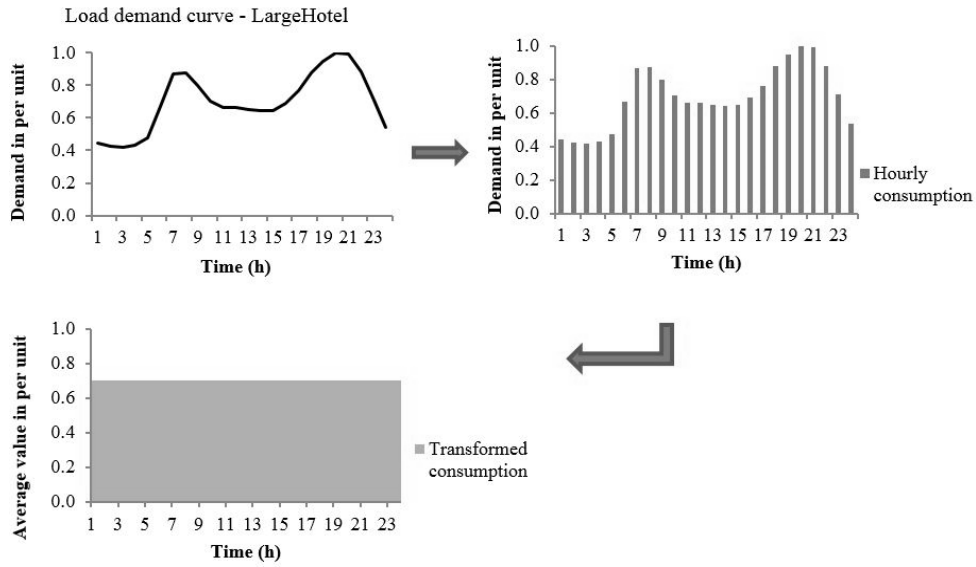 Load demand curve - LargeHotel
Demand in per unit
1.0
0.8
0.6
0.4
0.2
0.0
1 3 5 7 9 11 13 15 17 19 21 23
Time (h)
Demand in per unit
1.0
0.8
0.6
0.4
0.2
0.0
1 3 5 7 9 11 13 15 17 19 21 23
Time (h)
Hourly
consumption
Average value in per unit
1.0
0.8
0.6
0.4
0.2
0.0
1 3 5 7 9 11 13 15 17 19 21 23
Time (h)
Transformed
consumption